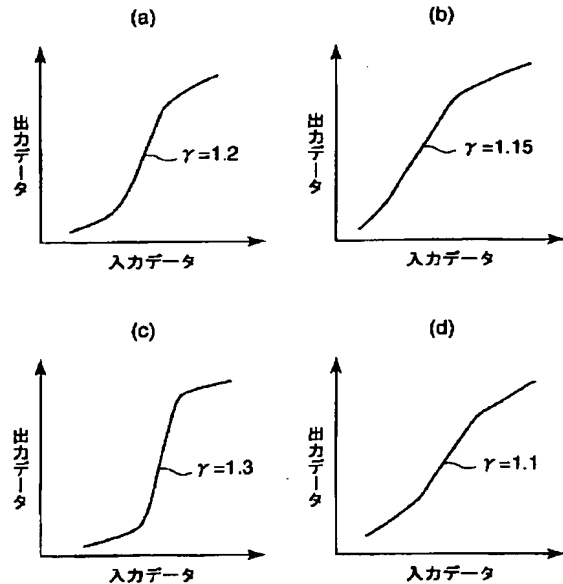 (a)
出力データ
γ=1.2
入力データ
(b)
出力データ
γ=1.15
入力データ
(c)
出力データ
γ=1.3
入力データ
(d)
出力データ
γ=1.1
入力データ